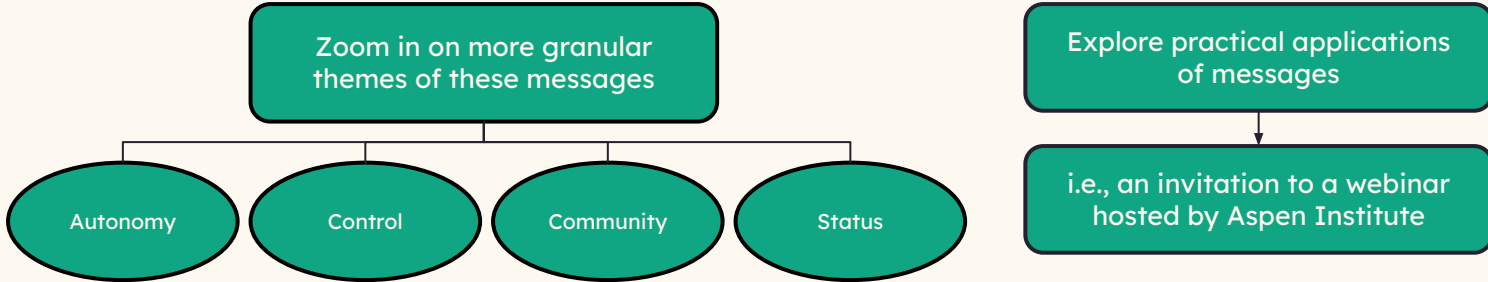 Zoom in on more granular
themes of these messages
Autonomy
Control
Community
Status
Explore practical applications
of messages
i.e., an invitation to a webinar
hosted by Aspen Institute